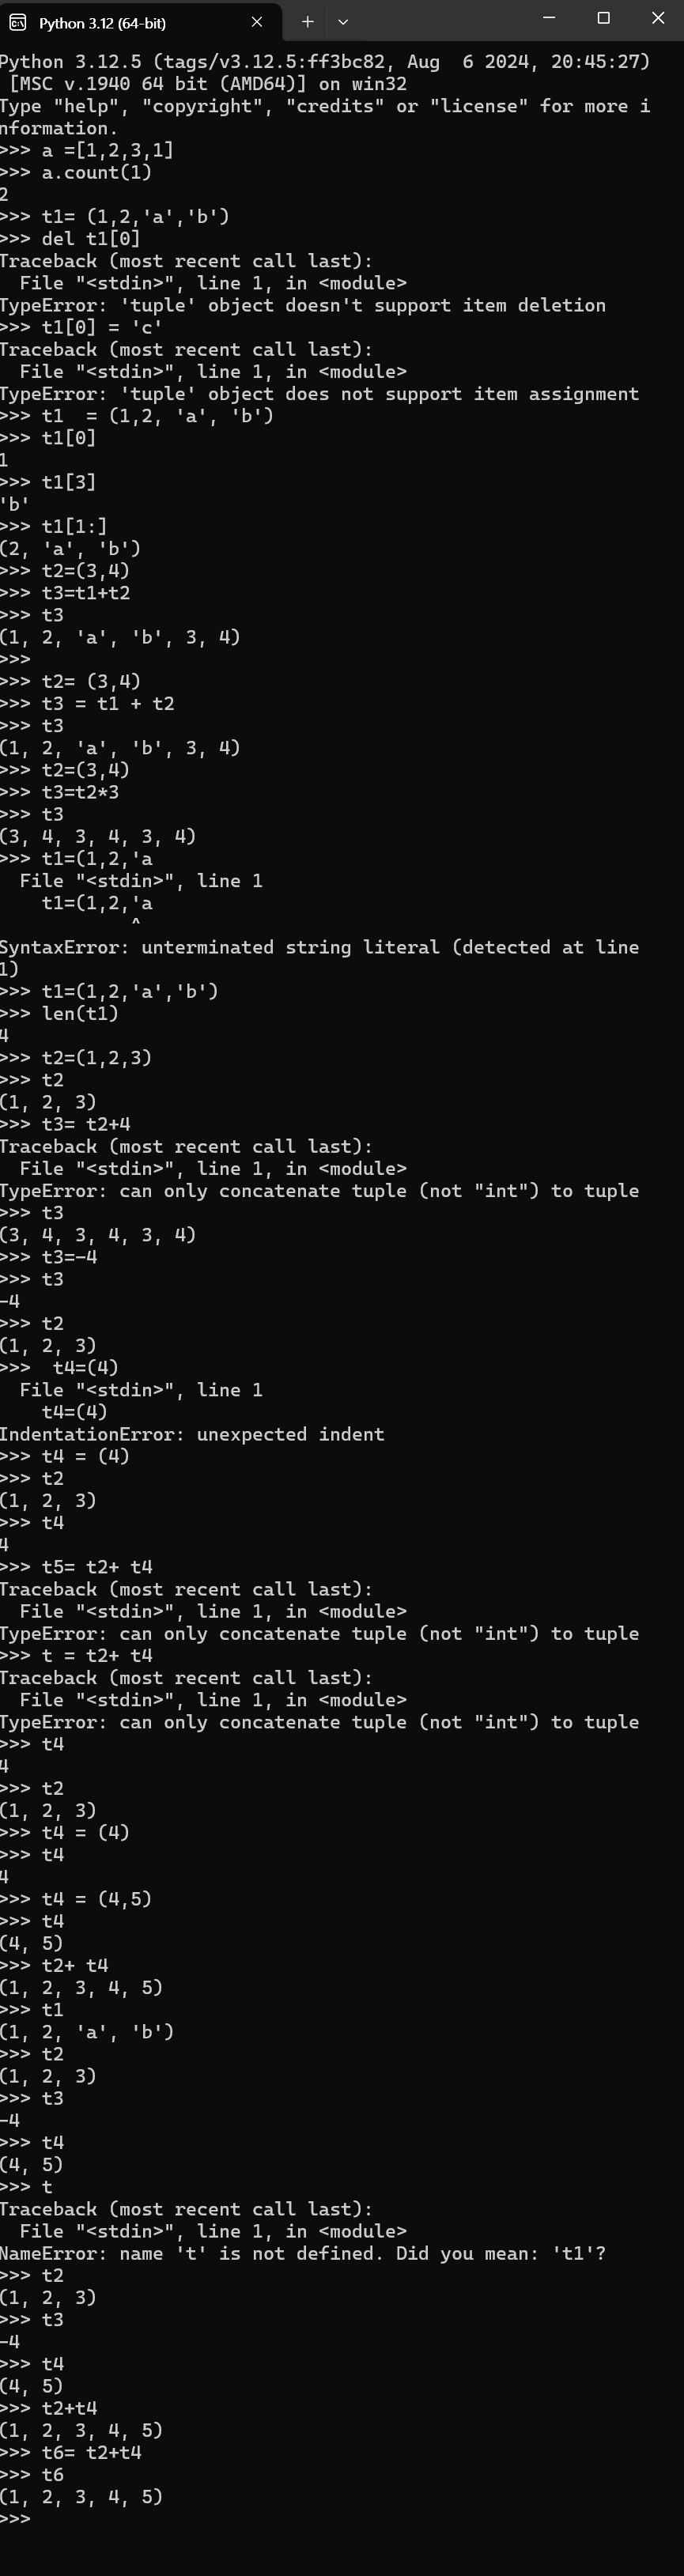 Python 3.12 (64-bit)
Python 3.12.5 (tags/v3.12.5:ff3bc82, Aug  6 2024, 20:45:27)
 [MSC v.1940 64 bit (AMD64)] on win32
Type "help", "copyright", "credits" or "license" for more i
nformation.
>>> a =[1,2,3,1]
>>> a.count(1)
2
>>> t1= (1,2,'a','b')
>>> del t1[0]
Traceback (most recent call last):
  File "<stdin>", line 1, in <module>
TypeError: 'tuple' object doesn't support item deletion
>>> t1[0] = 'c'
Traceback (most recent call last):
  File "<stdin>", line 1, in <module>
TypeError: 'tuple' object does not support item assignment
>>> t1  = (1,2, 'a', 'b')
>>> t1[0]
1
>>> t1[3]
'b'
>>> t1[1:]
(2, 'a', 'b')
>>> t2=(3,4)
>>> t3=t1+t2
>>> t3
(1, 2, 'a', 'b', 3, 4)
>>>
>>> t2= (3,4)
>>> t3 = t1 + t2
>>> t3
(1, 2, 'a', 'b', 3, 4)
>>> t2=(3,4)
>>> t3=t2*3
>>> t3
(3, 4, 3, 4, 3, 4)
>>> t1=(1,2,'a
  File "<stdin>", line 1
    t1=(1,2,'a
            ^
SyntaxError: unterminated string literal (detected at line
1)
>>> t1=(1,2,'a','b')
>>> len(t1)
4
>>> t2=(1,2,3)
>>> t2
(1, 2, 3)
>>> t3= t2+4
Traceback (most recent call last):
  File "<stdin>", line 1, in <module>
TypeError: can only concatenate tuple (not "int") to tuple
>>> t3
(3, 4, 3, 4, 3, 4)
>>> t3=-4
>>> t3
-4
>>> t2
(1, 2, 3)
>>>  t4=(4)
  File "<stdin>", line 1
    t4=(4)
IndentationError: unexpected indent
>>> t4 = (4)
>>> t2
(1, 2, 3)
>>> t4
4
>>> t5= t2+ t4
Traceback (most recent call last):
  File "<stdin>", line 1, in <module>
TypeError: can only concatenate tuple (not "int") to tuple
>>> t = t2+ t4
Traceback (most recent call last):
  File "<stdin>", line 1, in <module>
TypeError: can only concatenate tuple (not "int") to tuple
>>> t4
4
>>> t2
(1, 2, 3)
>>> t4 = (4)
>>> t4
4
>>> t4 = (4,5)
>>> t4
(4, 5)
>>> t2+ t4
(1, 2, 3, 4, 5)
>>> t1
(1, 2, 'a', 'b')
>>> t2
(1, 2, 3)
>>> t3
-4
>>> t4
(4, 5)
>>> t
Traceback (most recent call last):
  File "<stdin>", line 1, in <module>
NameError: name 't' is not defined. Did you mean: 't1'?
>>> t2
(1, 2, 3)
>>> t3
-4
>>> t4
(4, 5)
>>> t2+t4
(1, 2, 3, 4, 5)
>>> t6= t2+t4
>>> t6
(1, 2, 3, 4, 5)
>>>